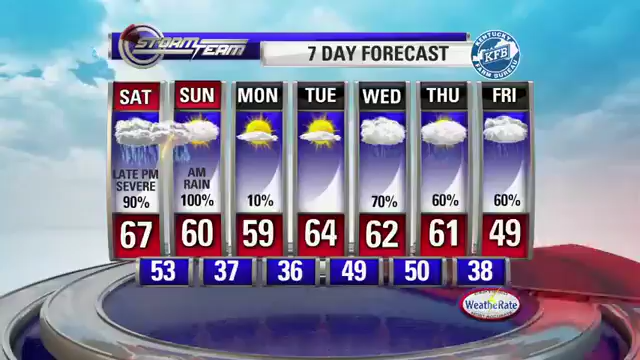 STORM TEAM
7 DAY FORECAST
KENTUCKY
KFB
FARM BUREAU
SAT SUN MON TUE WED THU FRI
LATE PM
SEVERE
90%
AM
RAIN
100%
10%
70%
60%
60%
67 60 59 64 62 61 49
53 37 36 49 50 38
WeatheRate